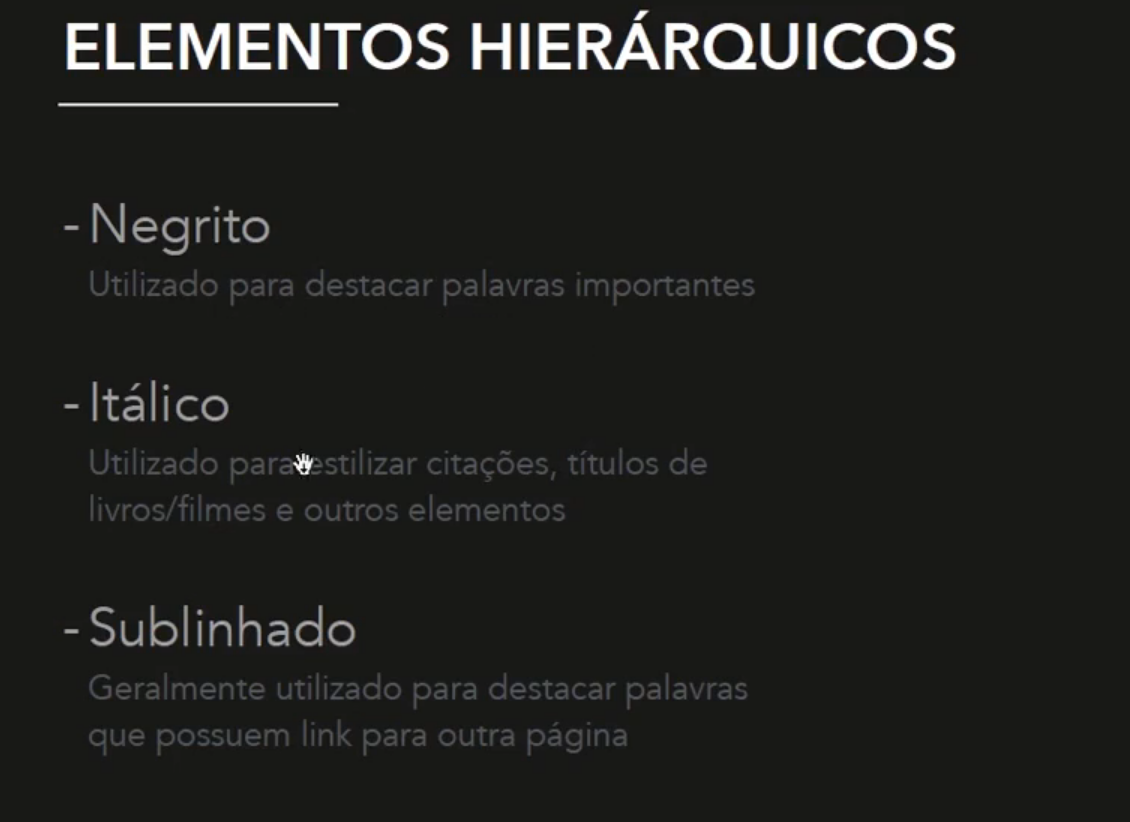 ELEMENTOS HIERÁRQUICOS
- Negrito
Utilizado para destacar palavras importantes
- Itálico
Utilizado para estilizar citações, títulos de
livros/filmes e outros elementos
- Sublinhado
Geralmente utilizado para destacar palavras
que possuem link para outra página